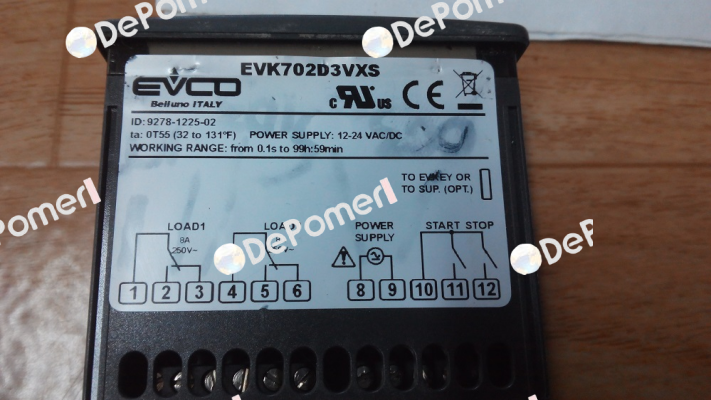 DePomerl
DePomerl
EVK702D3VXS
EVCO
Belluno ITALY
c RU us CE
ID: 9278-1225-02
ta: 0T55 (32 to 131°F) POWER SUPPLY: 12-24 VAC/DC
WORKING RANGE: from 0.1s to 99h:59min
TO EVKEY OR
TO SUP. (OPT.)
DePomerl
LOAD1
8A
250V~
POWER
SUPPLY
START STOP
DePomerl
DePo
1 2 3 4 5 6 8 9 10 11 12